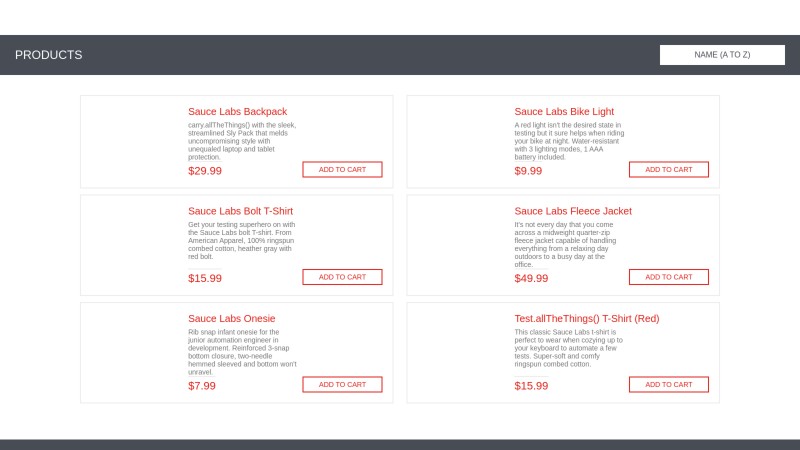 PRODUCTS
NAME (A TO Z)
Sauce Labs Backpack
carry.allTheThings() with the sleek,
streamlined Sly Pack that melds
uncompromising style with
unequaled laptop and tablet
protection.
$29.99
ADD TO CART
Sauce Labs Bike Light
A red light isn't the desired state in
testing but it sure helps when riding
your bike at night. Water-resistant
with 3 lighting modes, 1 AAA
battery included.
$9.99
ADD TO CART
Sauce Labs Bolt T-Shirt
Get your testing superhero on with
the Sauce Labs bolt T-shirt. From
American Apparel, 100% ringspun
combed cotton, heather gray with
red bolt.
$15.99
ADD TO CART
Sauce Labs Fleece Jacket
It's not every day that you come
across a midweight quarter-zip
fleece jacket capable of handling
everything from a relaxing day
outdoors to a busy day at the
office.
$49.99
ADD TO CART
Sauce Labs Onesie
Rib snap infant onesie for the
junior automation engineer in
development. Reinforced 3-snap
bottom closure, two-needle
hemmed sleeved and bottom won't
unravel.
$7.99
ADD TO CART
Test.allTheThings() T-Shirt (Red)
This classic Sauce Labs t-shirt is
perfect to wear when cozying up to
your keyboard to automate a few
tests. Super-soft and comfy
ringspun combed cotton.
$15.99
ADD TO CART